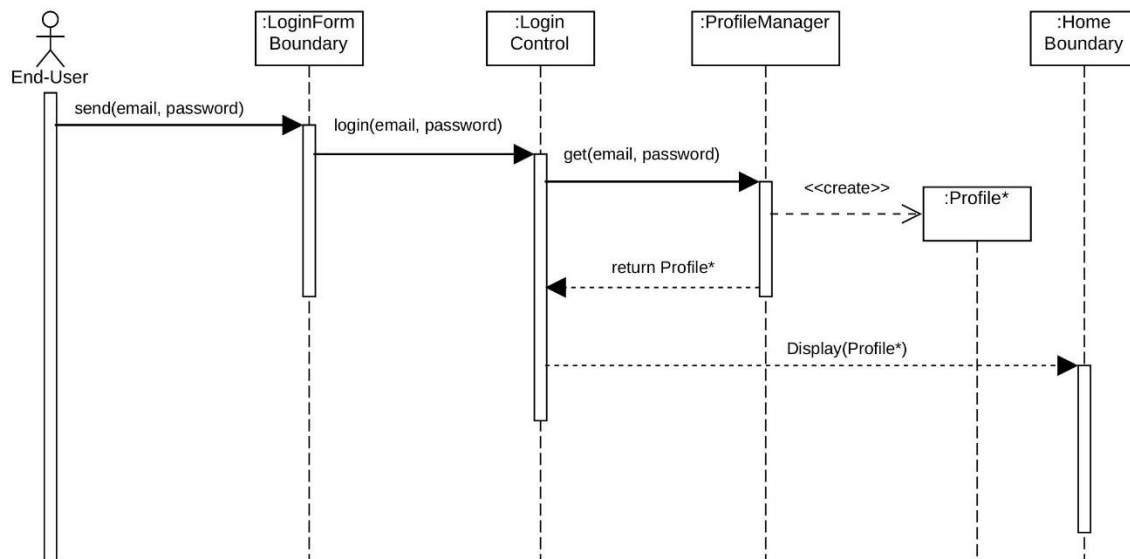 :LoginForm
Boundary
:Login
Control
:ProfileManager
:Home
Boundary
End-User
send(email, password)
login(email, password)
get(email, password)
<<create>>
:Profile*
return Profile*
Display(Profile*)